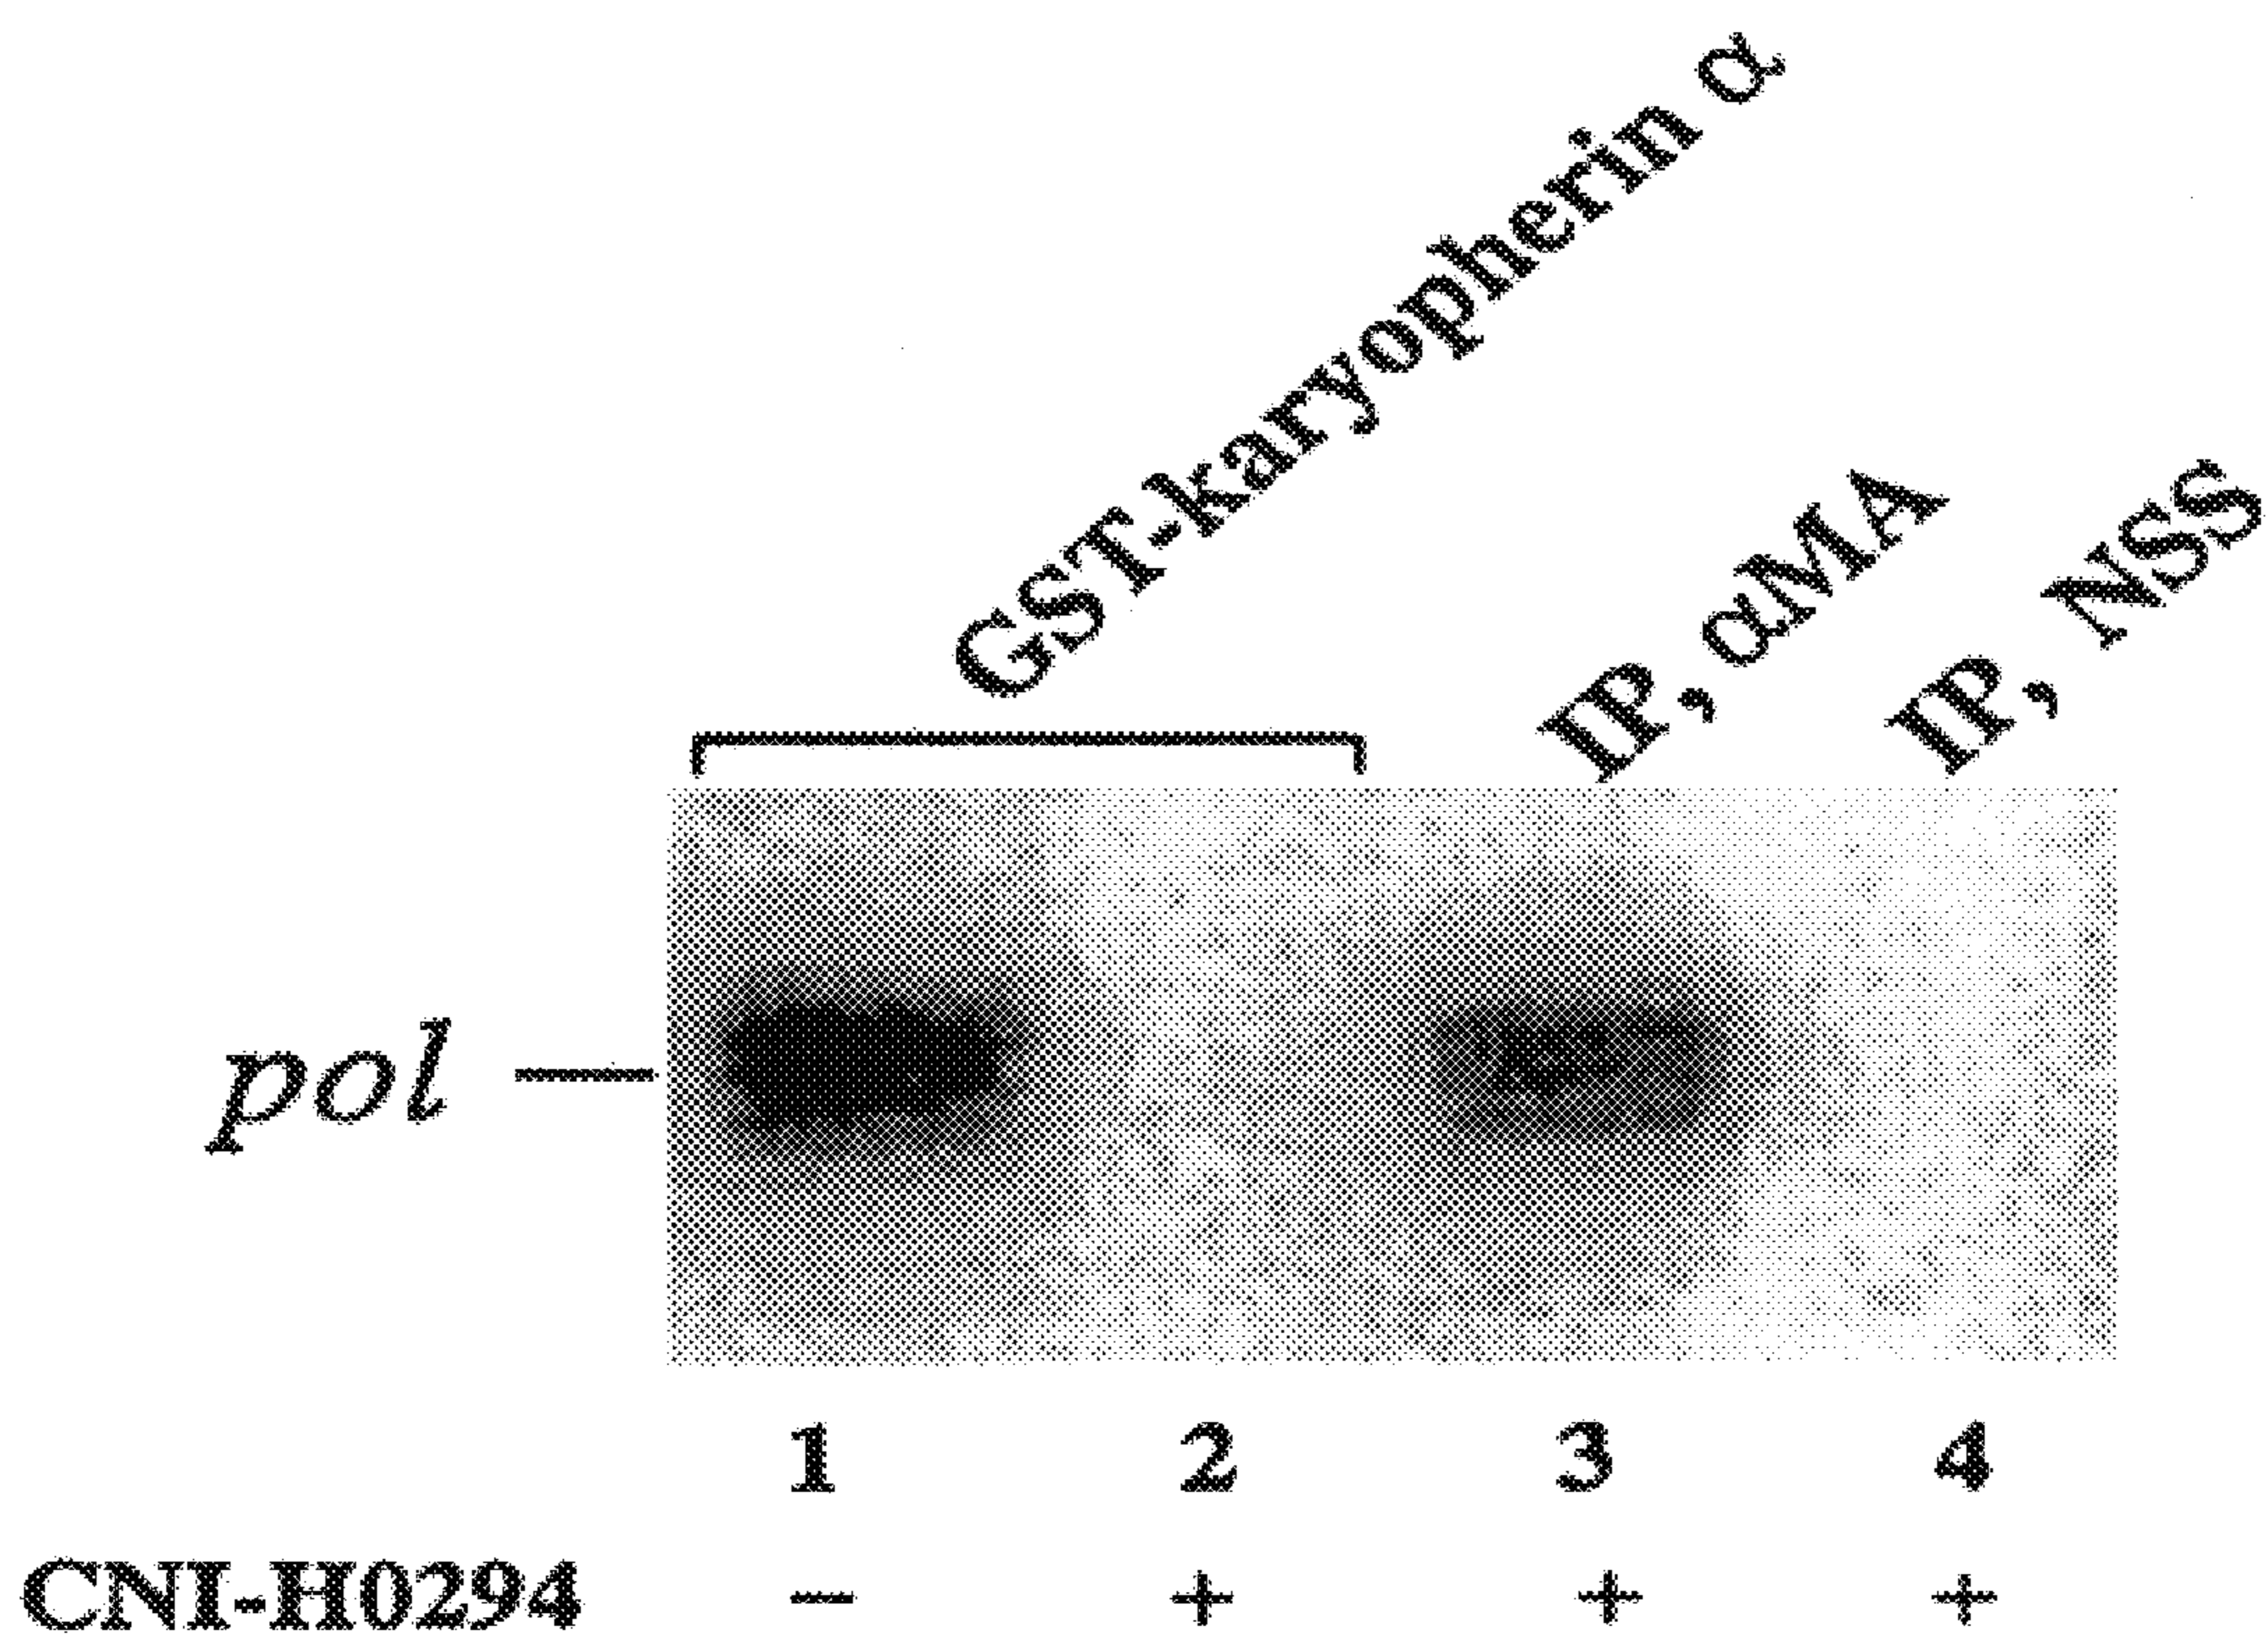 GST-karyopherin α
IP, αMA
IP, NSS
pol
1 2 3 4
CNI-H0294 – + + +